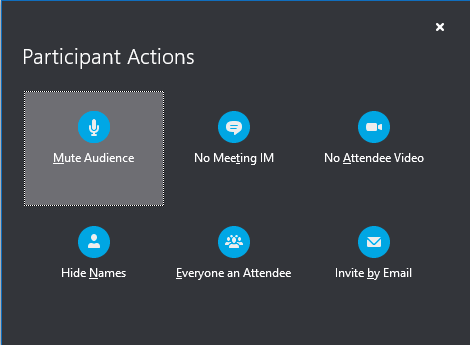 Participant Actions
Mute Audience
No Meeting IM
No Attendee Video
Hide Names
Everyone an Attendee
Invite by Email